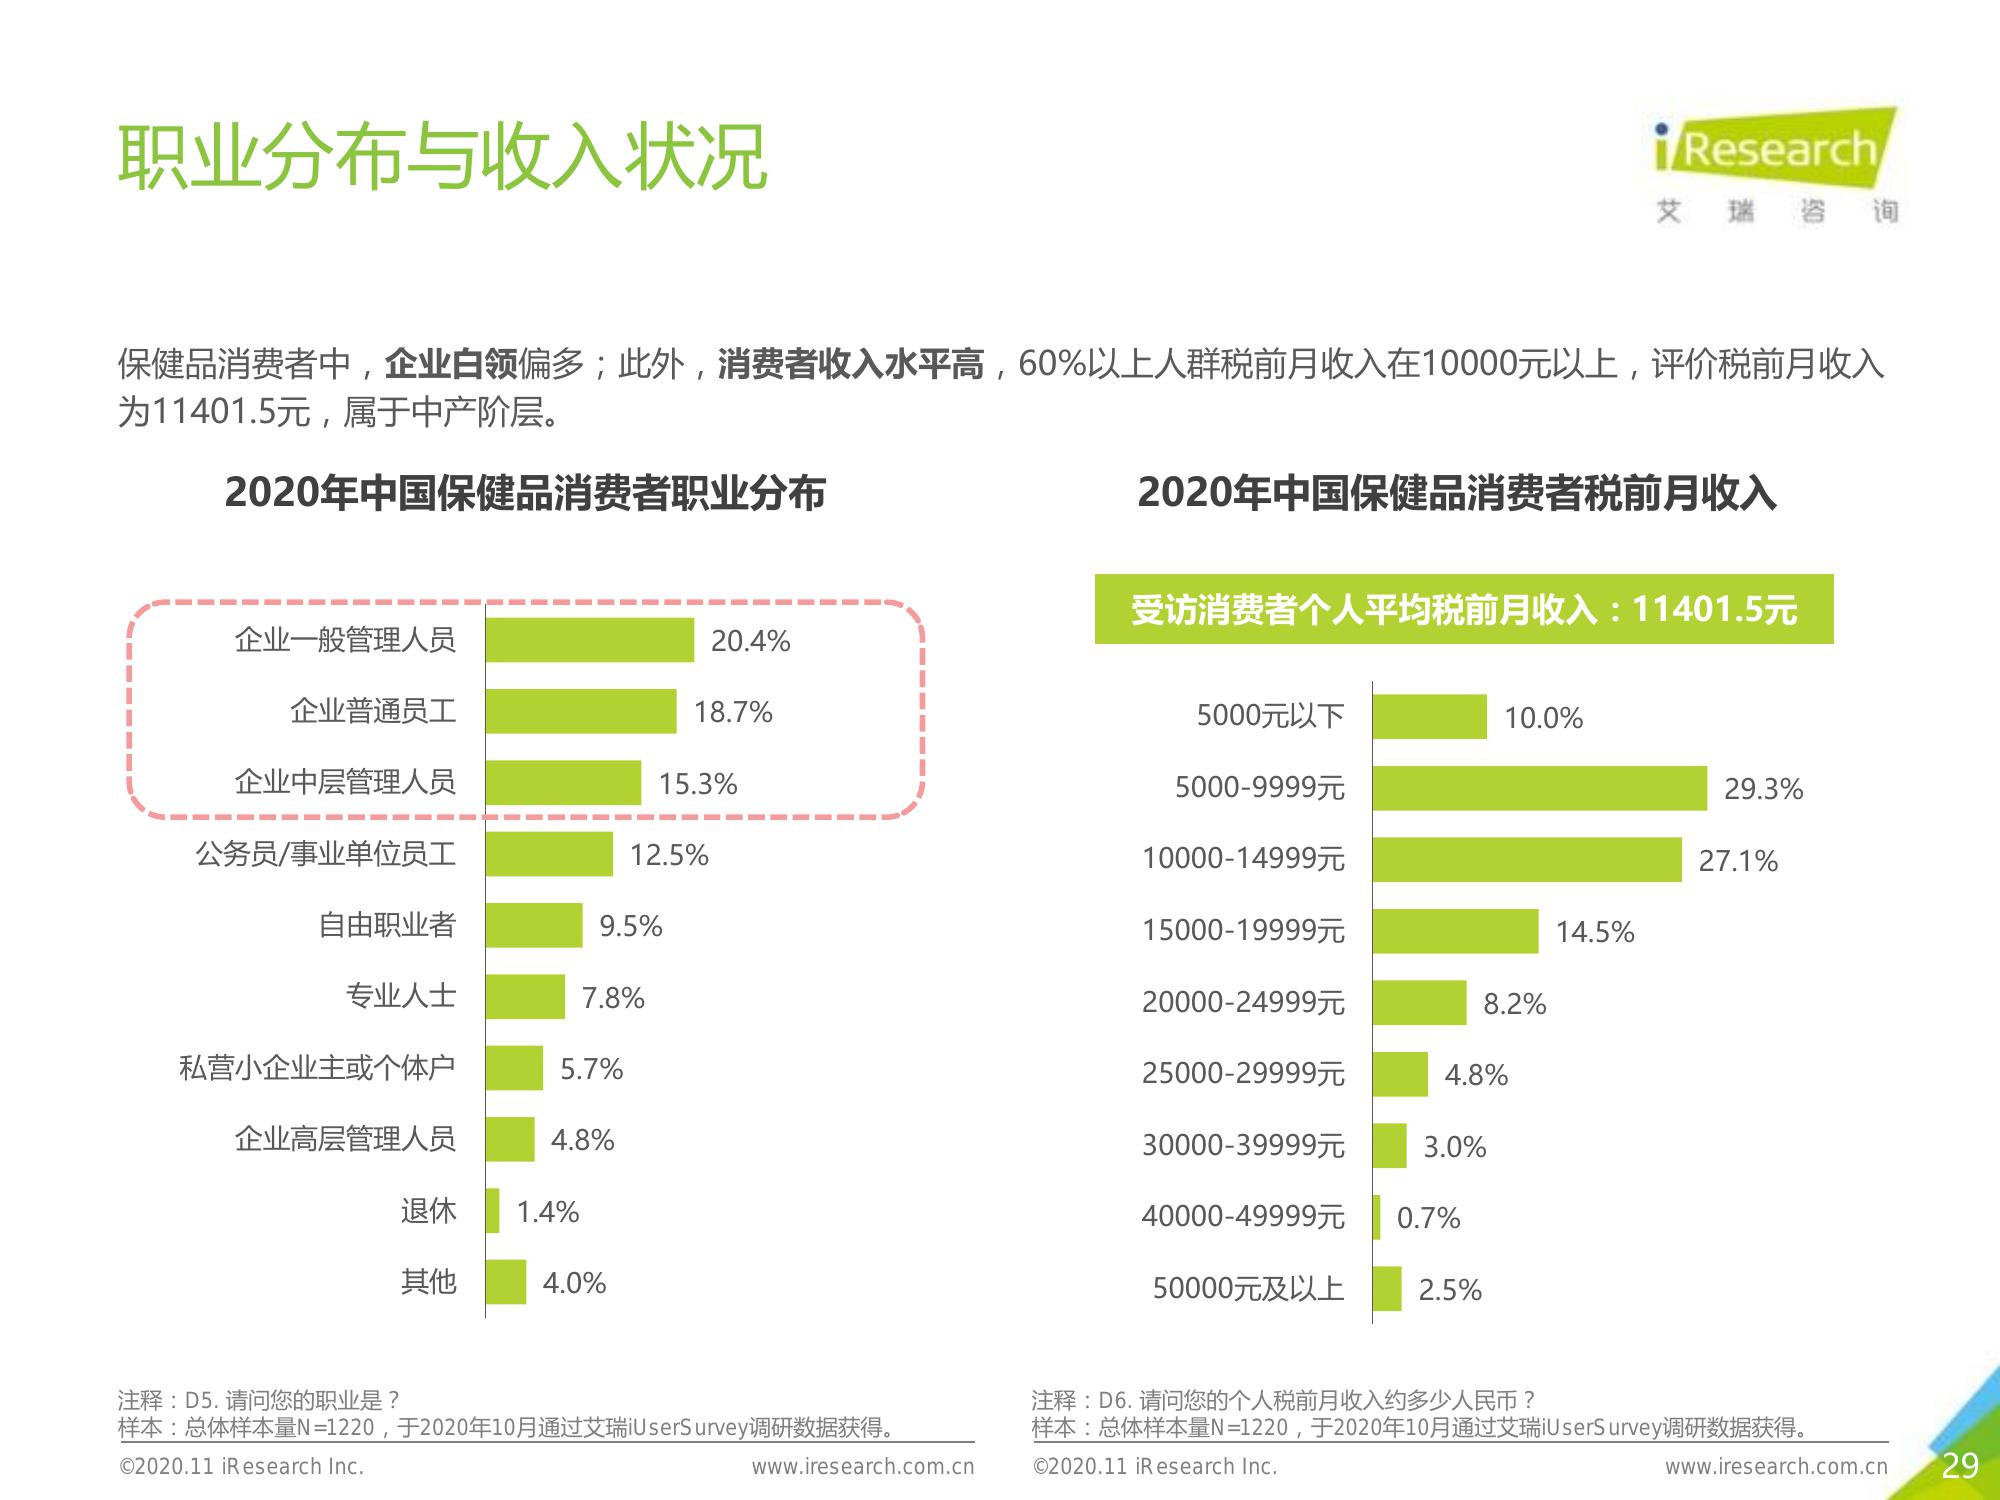 职业分布与收入状况
iResearch
艾 瑞 咨 询
保健品消费者中，企业白领偏多；此外，消费者收入水平高，60%以上人群税前月收入在10000元以上，评价税前月收入
为11401.5元，属于中产阶层。
2020年中国保健品消费者职业分布
企业一般管理人员 20.4%
企业普通员工 18.7%
企业中层管理人员 15.3%
公务员/事业单位员工 12.5%
自由职业者 9.5%
专业人士 7.8%
私营小企业主或个体户 5.7%
企业高层管理人员 4.8%
退休 1.4%
其他 4.0%
注释：D5. 请问您的职业是？
样本：总体样本量N=1220，于2020年10月通过艾瑞iUserSurvey调研数据获得。
©2020.11 iResearch Inc. www.iresearch.com.cn
2020年中国保健品消费者税前月收入
受访消费者个人平均税前月收入：11401.5元
5000元以下 10.0%
5000-9999元 29.3%
10000-14999元 27.1%
15000-19999元 14.5%
20000-24999元 8.2%
25000-29999元 4.8%
30000-39999元 3.0%
40000-49999元 0.7%
50000元及以上 2.5%
注释：D6. 请问您的个人税前月收入约多少人民币？
样本：总体样本量N=1220，于2020年10月通过艾瑞iUserSurvey调研数据获得。
©2020.11 iResearch Inc. www.iresearch.com.cn
29